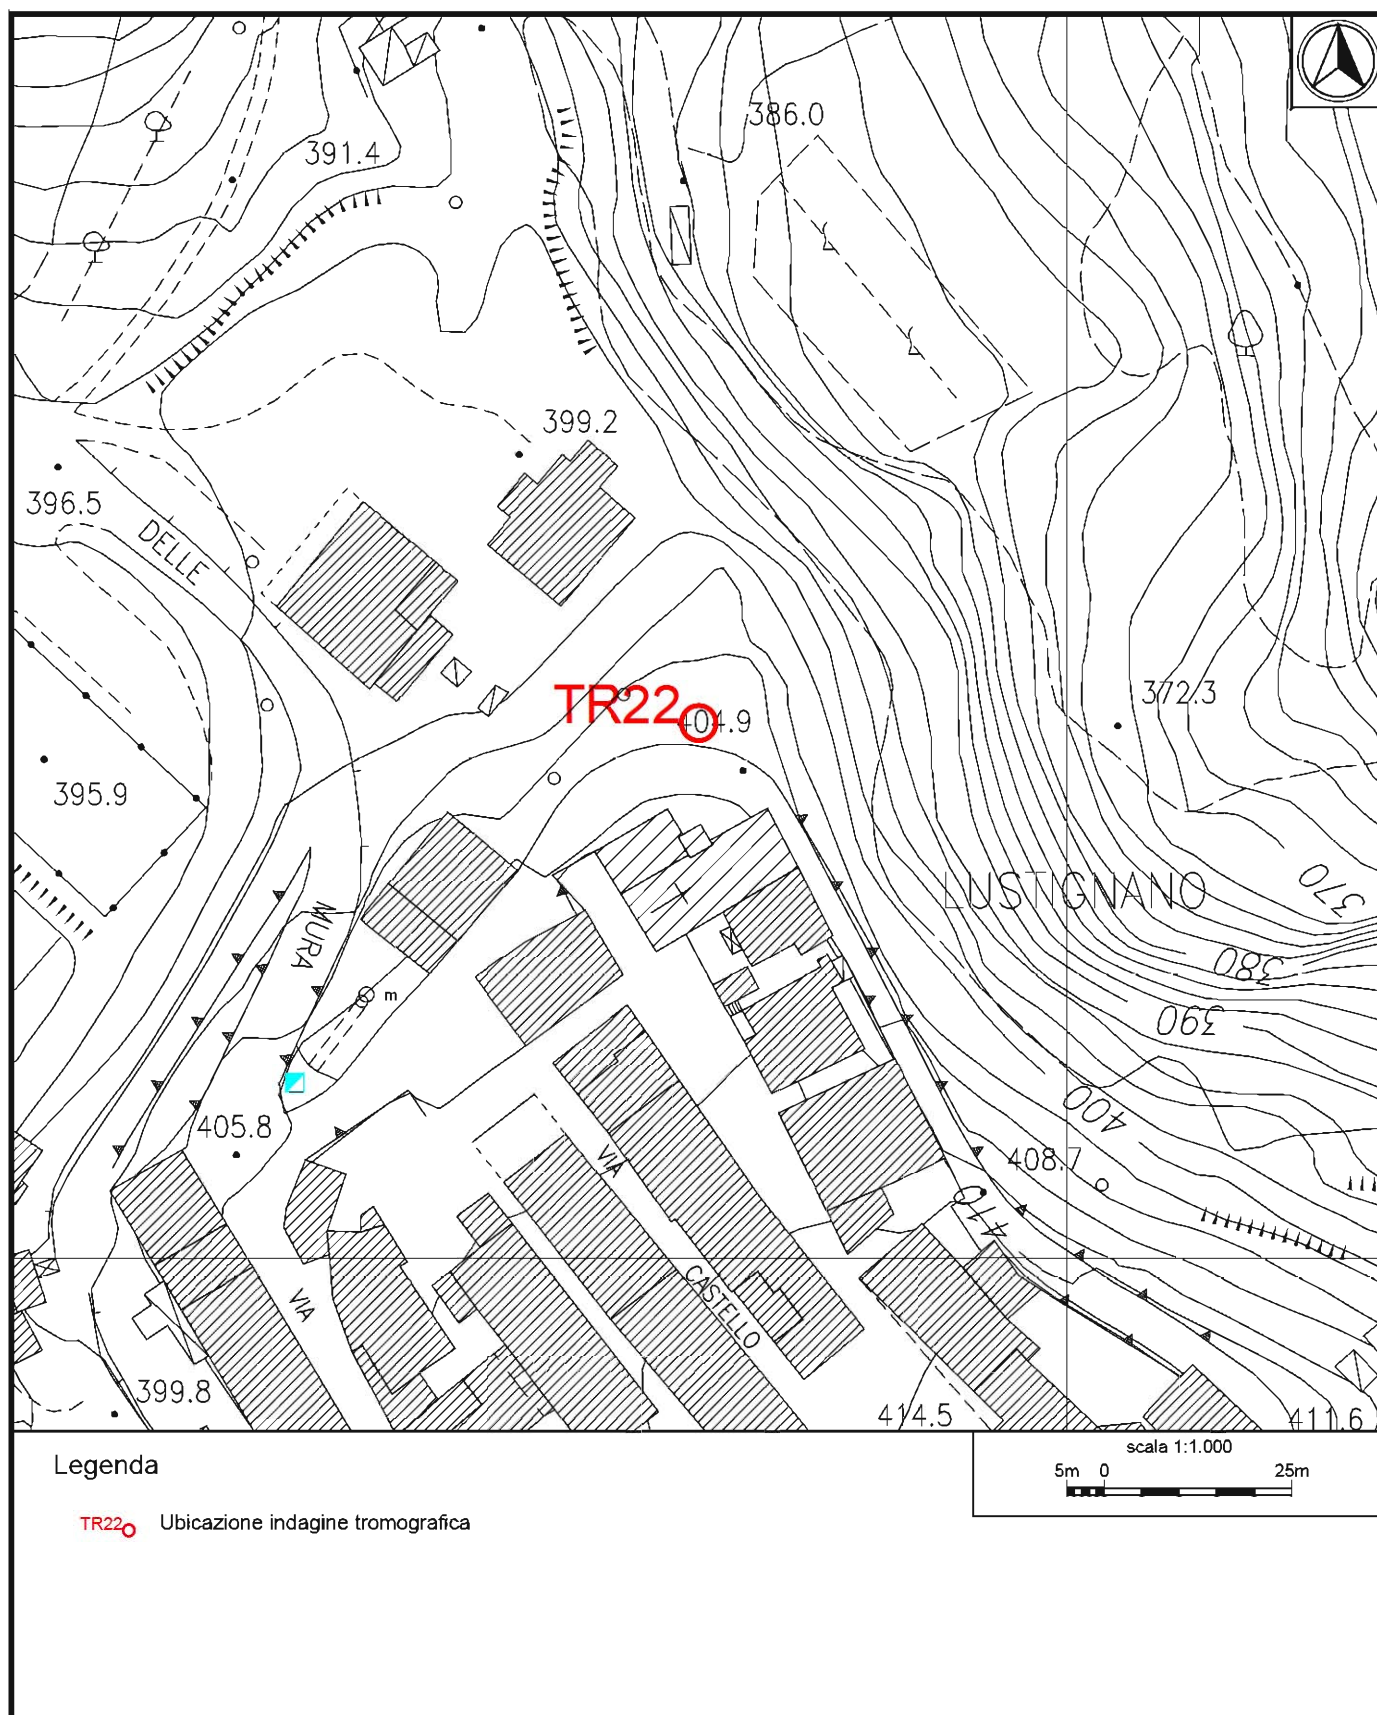 386.0
391.4
399.2
396.5
DELLE
372.3
TR22
404.9
395.9
370
LUSTIGNANO
MURA
380
m
390
400
405.8
VIA
408.7
410
VIA
CASTELLO
399.8
414.5
411.6
Legenda
scala 1:1.000
5m 0 25m
TR22 Ubicazione indagine tromografica